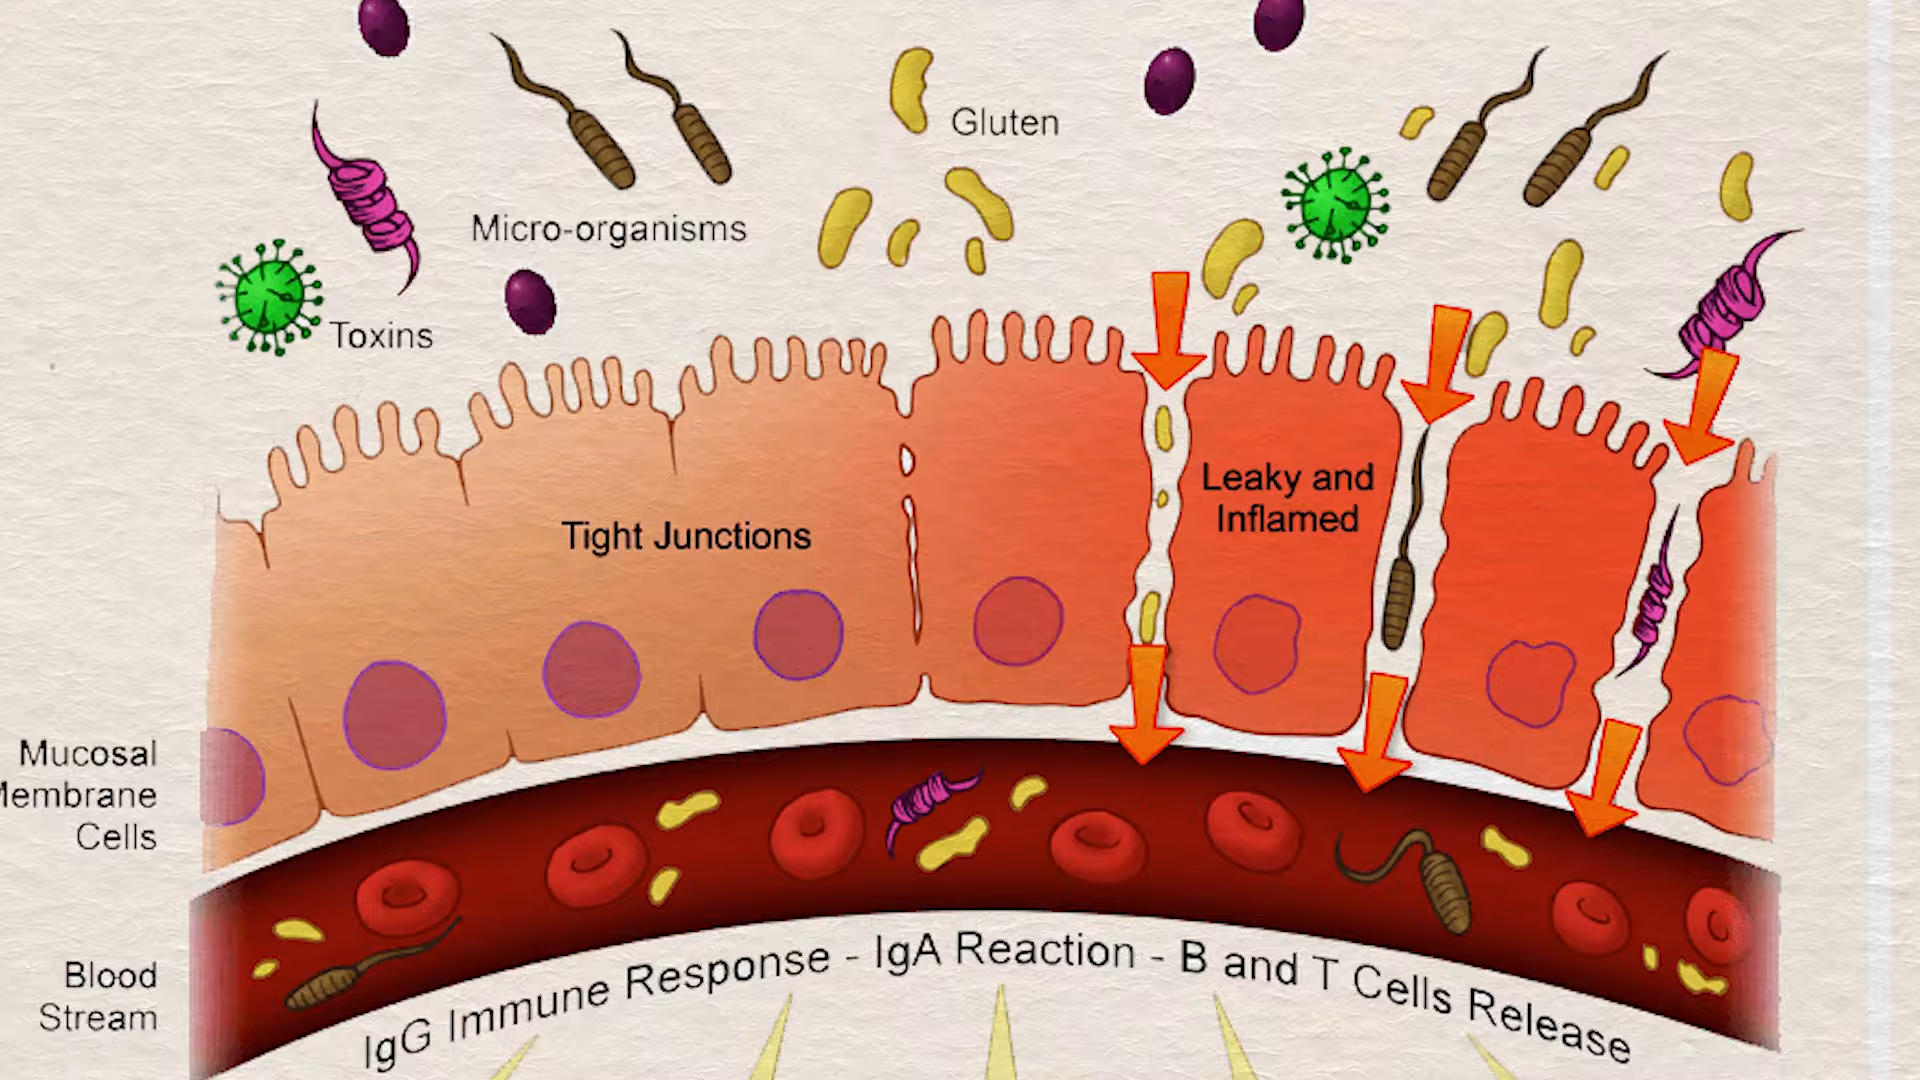 Gluten
Micro-organisms
Toxins
Leaky and
Inflamed
Tight Junctions
Mucosal
Membrane
Cells
Blood
Stream
IgG Immune Response - IgA Reaction - B and T Cells Release